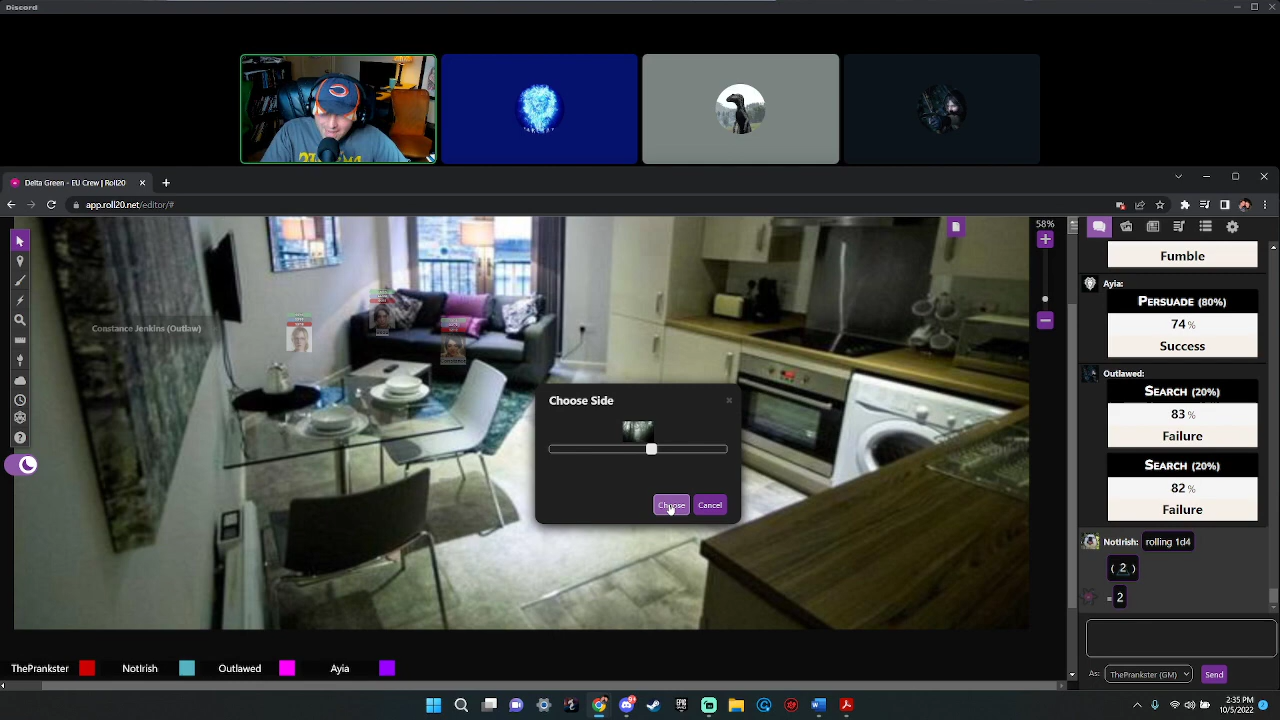 Discord
Delta Green - EU Crew | Roll20
app.roll20.net/editor/#
58%
Constance Jenkins (Outlaw)
Choose Side
Choose
Cancel
Fumble
Ayia:
PERSUADE (80%)
74 %
Success
Outlawed:
SEARCH (20%)
83 %
Failure
SEARCH (20%)
82 %
Failure
NotIrish: rolling 1d4
( 2 )
= 2
ThePrankster
NotIrish
Outlawed
Ayia
As: ThePrankster (GM)
Send
2:35 PM
10/5/2022